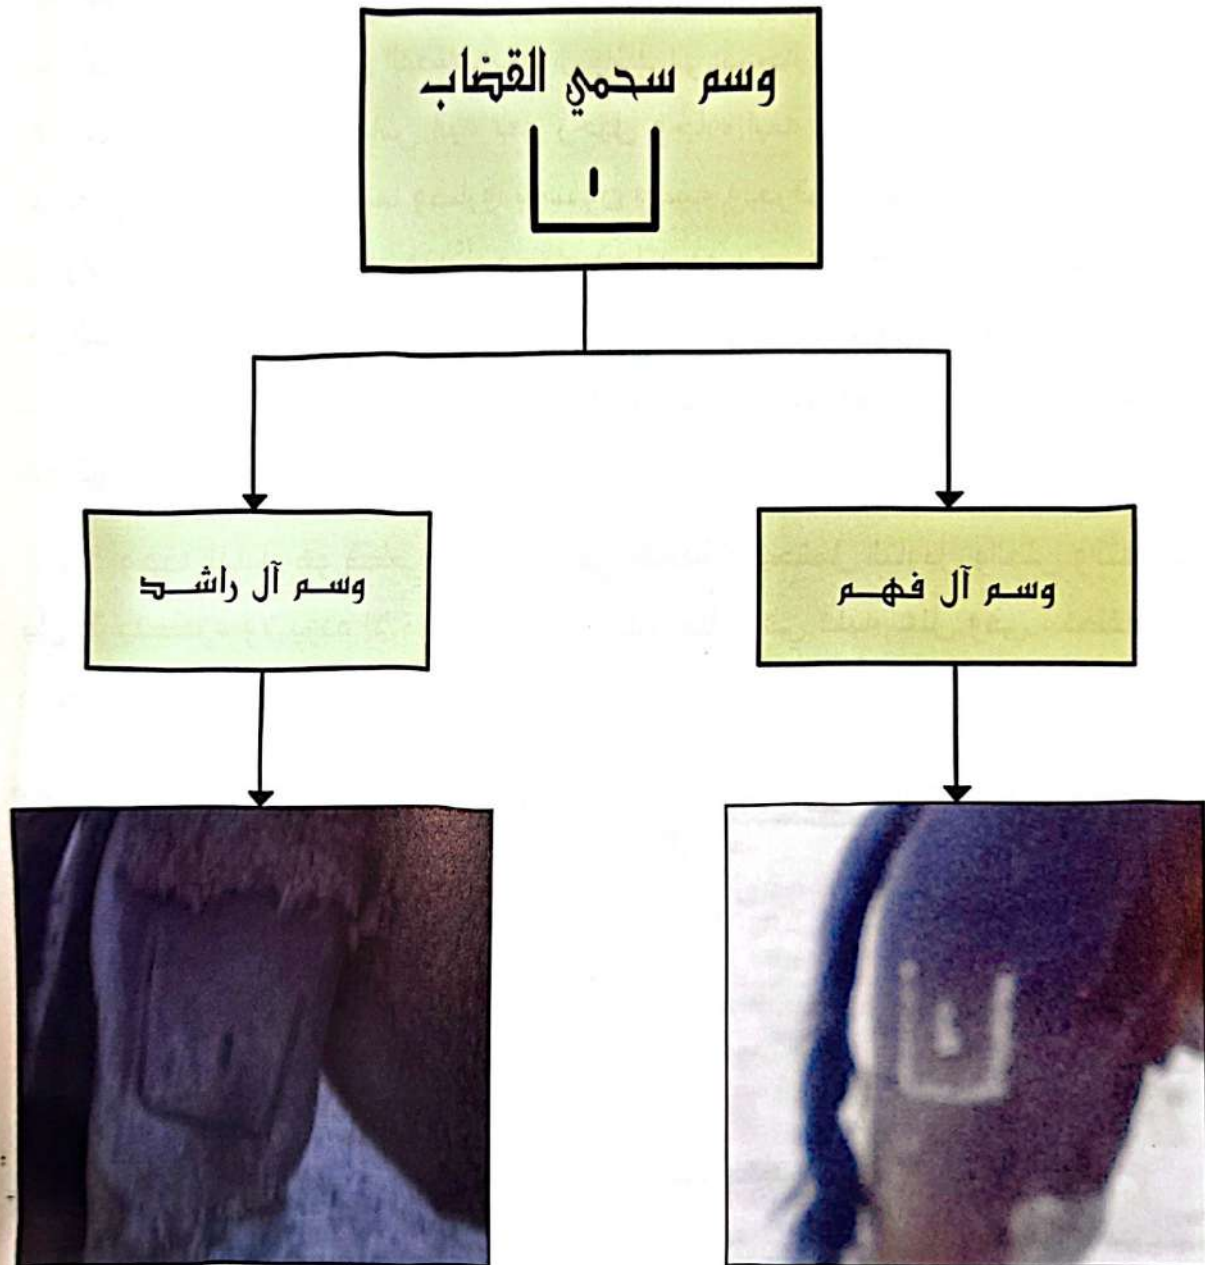 وسم سحمي القضاب
وسم آل فهم
وسم آل راشد